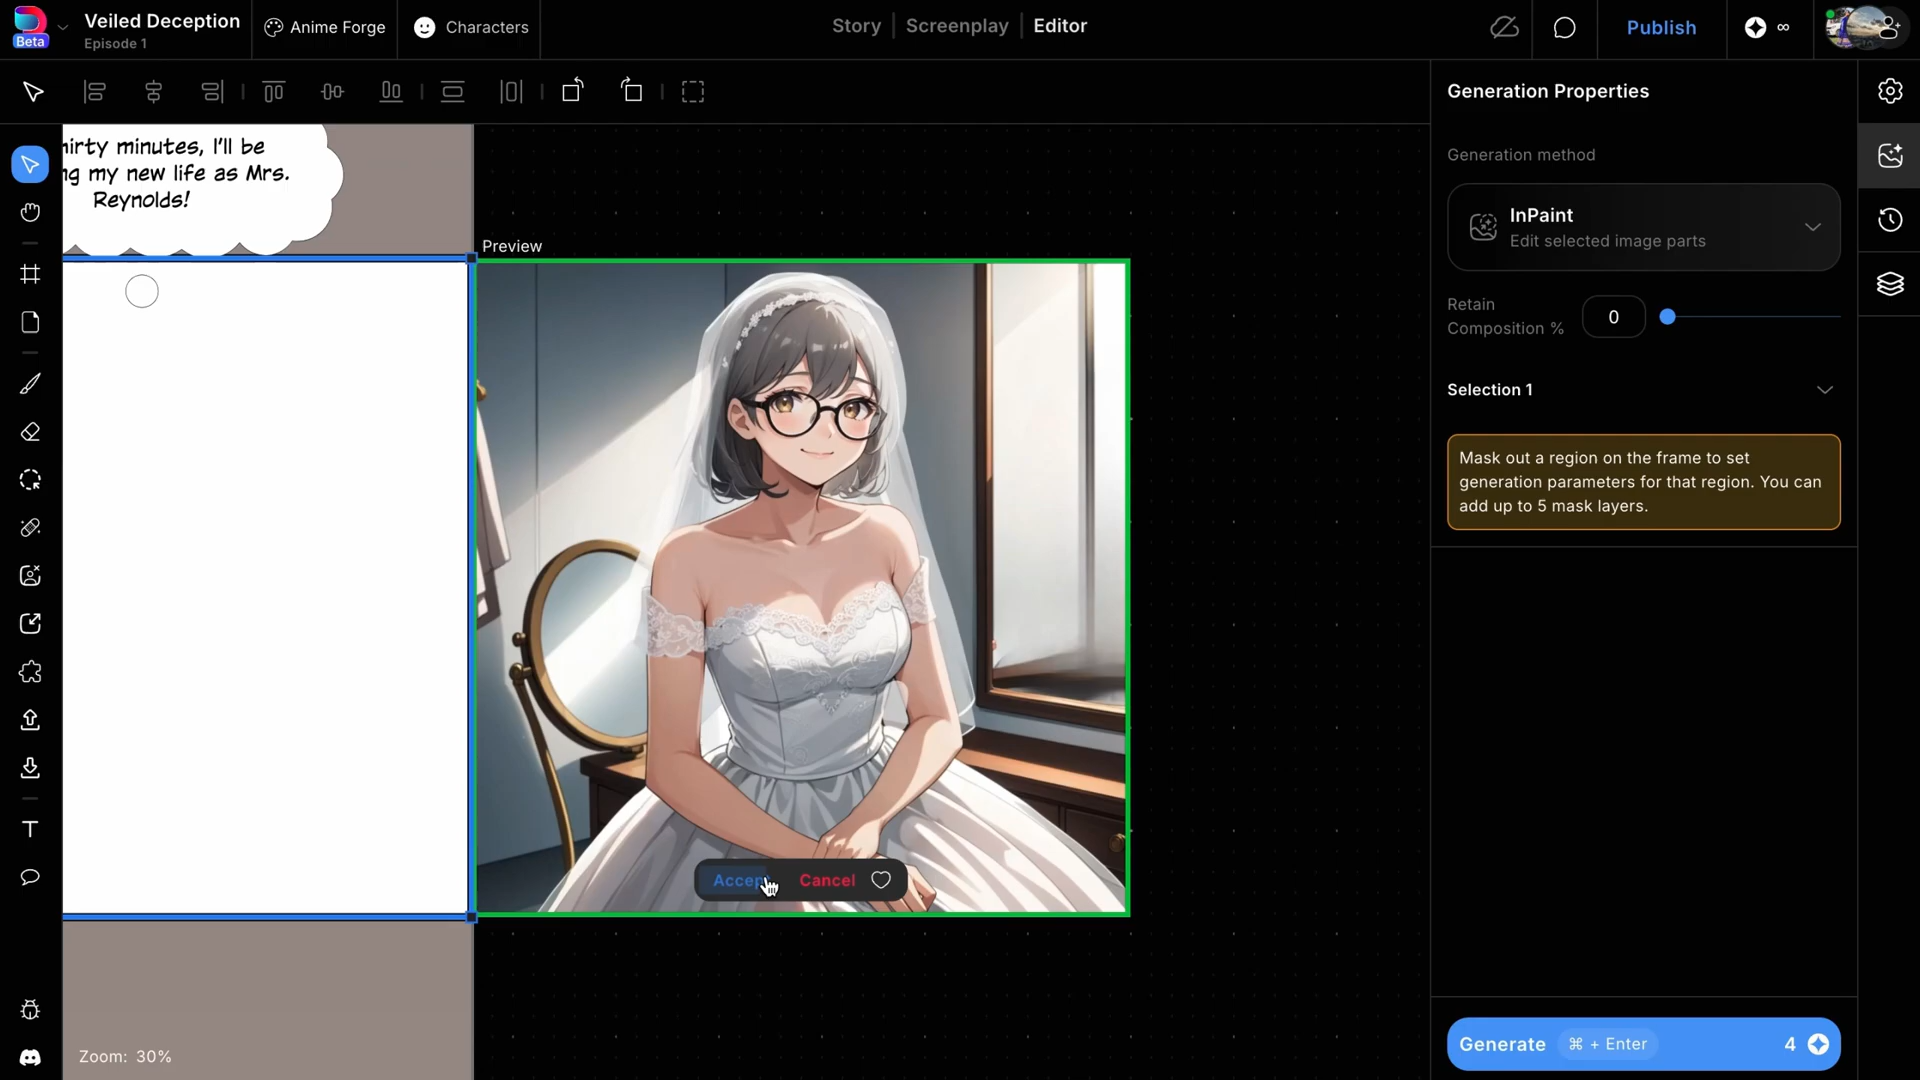 Beta
Veiled Deception
Episode 1
Anime Forge
Characters
Story
Screenplay
Editor
Publish
∞
minutes, I'll be
my new life as Mrs.
Reynolds!
Preview
Accept
Cancel
Zoom: 30%
Generation Properties
Generation method
InPaint
Edit selected image parts
Retain
Composition %
0
Selection 1
Mask out a region on the frame to set
generation parameters for that region. You can
add up to 5 mask layers.
Generate
⌘ + Enter
4